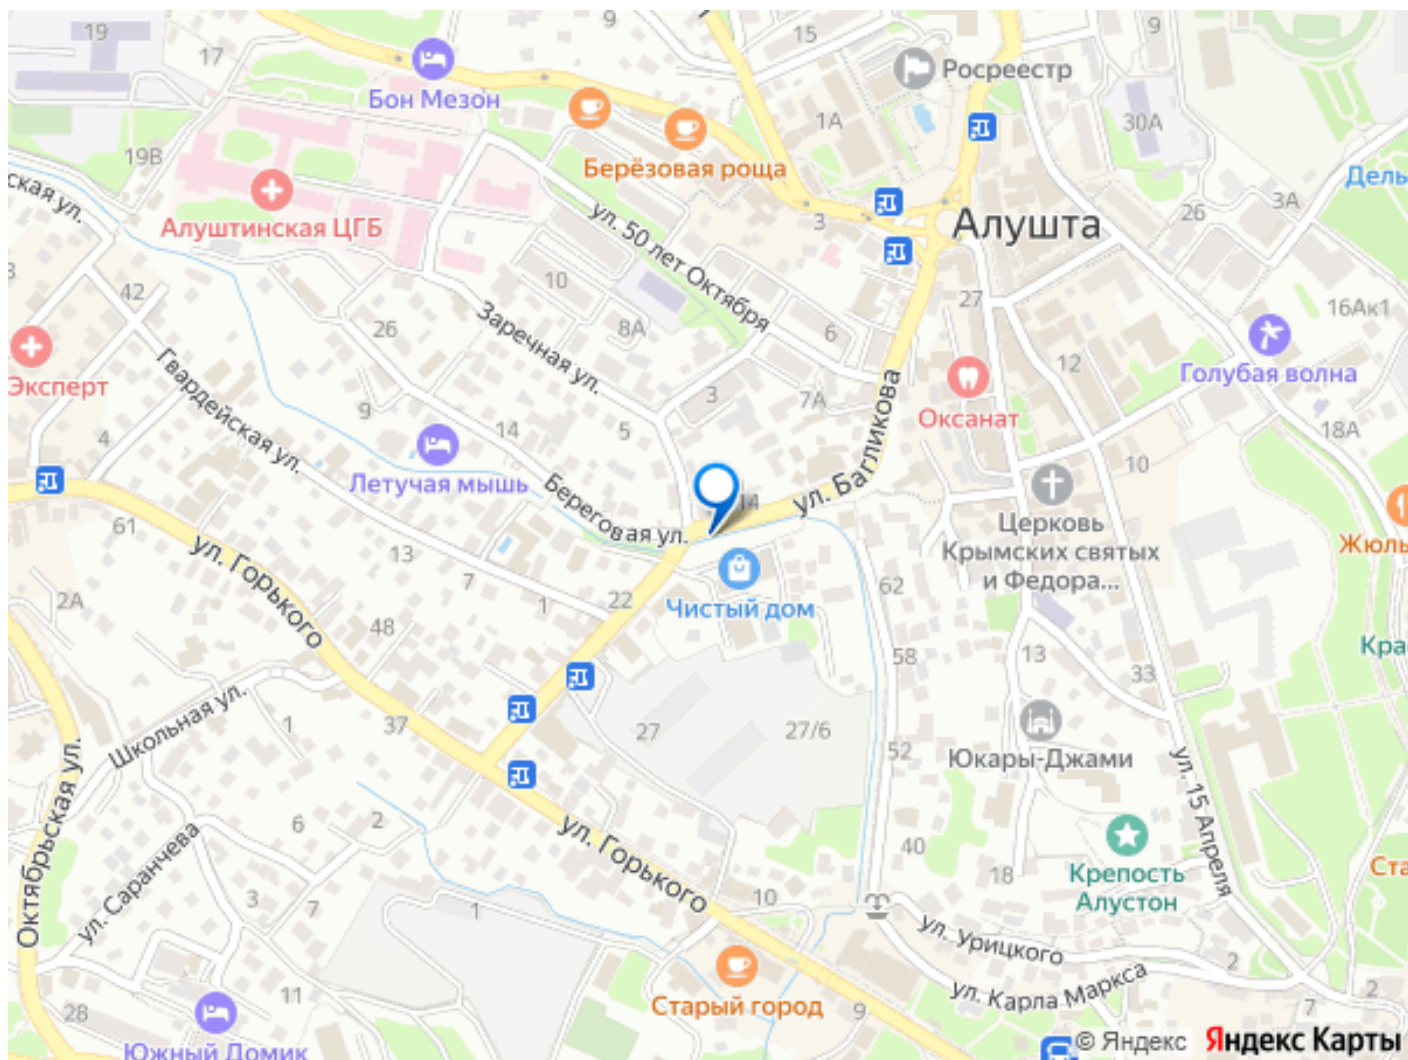 19
9
17
15
Росреестр
Бон Мезон
1А
30А
9
19В
Берёзовая роща
Дель
ская ул.
Алуштинская ЦГБ
ул. 50 лет Октября
3
Алушта
26
3А
10
42
27
16Ак1
26
8А
6
Заречная ул.
12
Голубая волна
Эксперт
Гвардейская ул.
9
3
7А
Оксанат
18А
4
14
5
ул. Багликова
10
Летучая мышь
Береговая ул.
14
Церковь
Крымских святых
и Федора...
Жюль
61
ул. Горького
13
7
1
22
Чистый дом
62
2А
48
58
13
33
Кра
Школьная ул.
1
37
27
27/6
52
Юкары-Джами
ул. 15 Апреля
Октябрьская ул.
ул. Саранчева
6
2
ул. Горького
40
18
Крепость
Алустон
Ста
3
7
1
10
ул. Урицкого
2
ул. Карла Маркса
28
11
Старый город
9
7
2
Южный Домик
© Яндекс Яндекс Карты